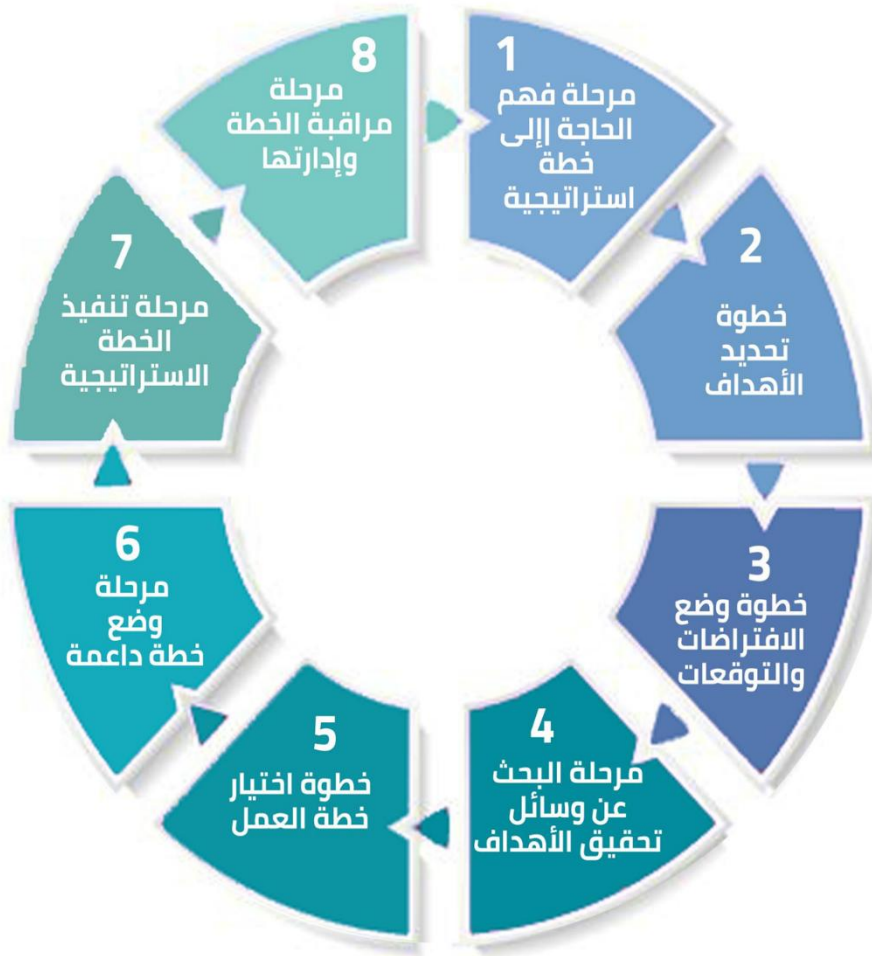 1
مرحلة فهم
الحاجة إإلى
خطة
استراتيجية
2
خطوة
تحديد
الأهداف
3
خطوة وضع
الافتراضات
والتوقعات
4
مرحلة البحث
عن وسائل
تحقيق الأهداف
5
خطوة اختيار
خطة العمل
6
مرحلة
وضع
خطة داعمة
7
مرحلة تنفيذ
الخطة
الاستراتيجية
8
مرحلة
مراقبة الخطة
وإدارتها